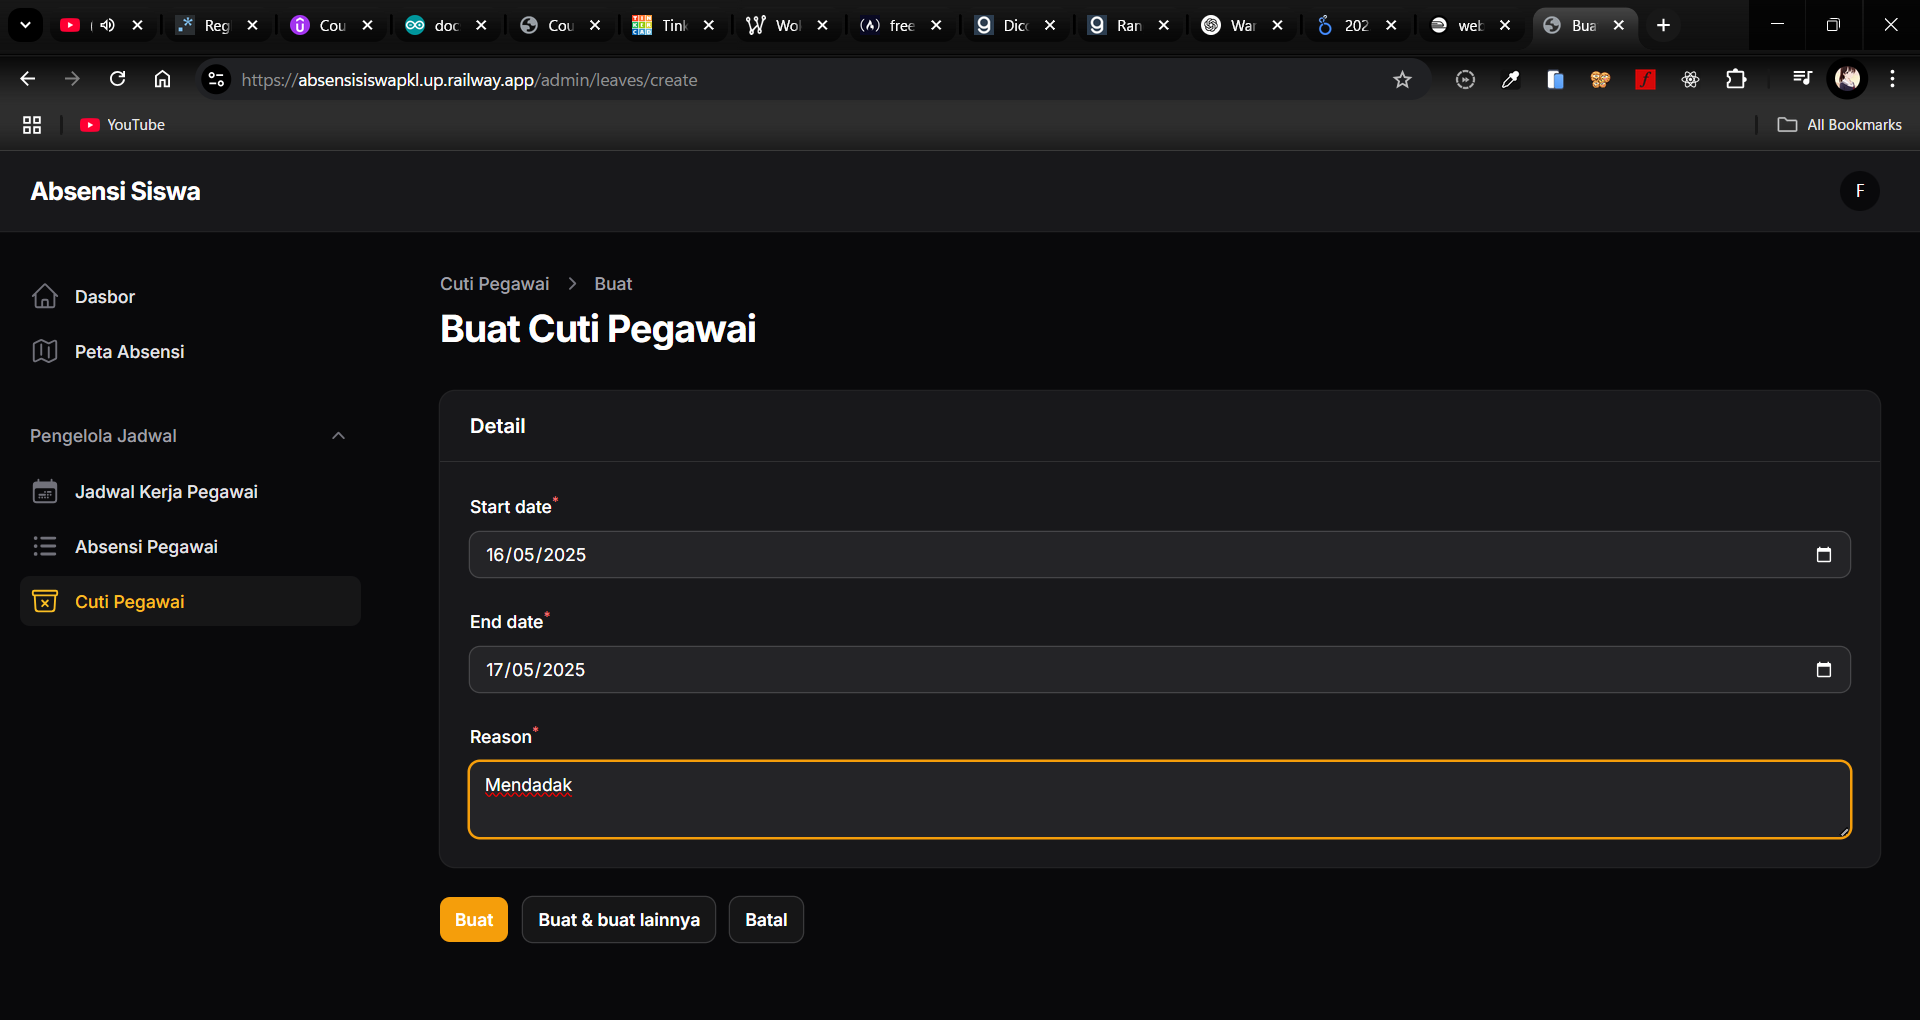 Reg
Cou
doc
Cou
Tink
Wo
free
Dic
Ran
War
202
web
Bua
https://absensisiswapkl.up.railway.app/admin/leaves/create
YouTube
All Bookmarks
Absensi Siswa
F
Dasbor
Peta Absensi
Pengelola Jadwal
Jadwal Kerja Pegawai
Absensi Pegawai
Cuti Pegawai
Cuti Pegawai > Buat
Buat Cuti Pegawai
Detail
Start date*
16/05/2025
End date*
17/05/2025
Reason*
Mendadak
Buat
Buat & buat lainnya
Batal